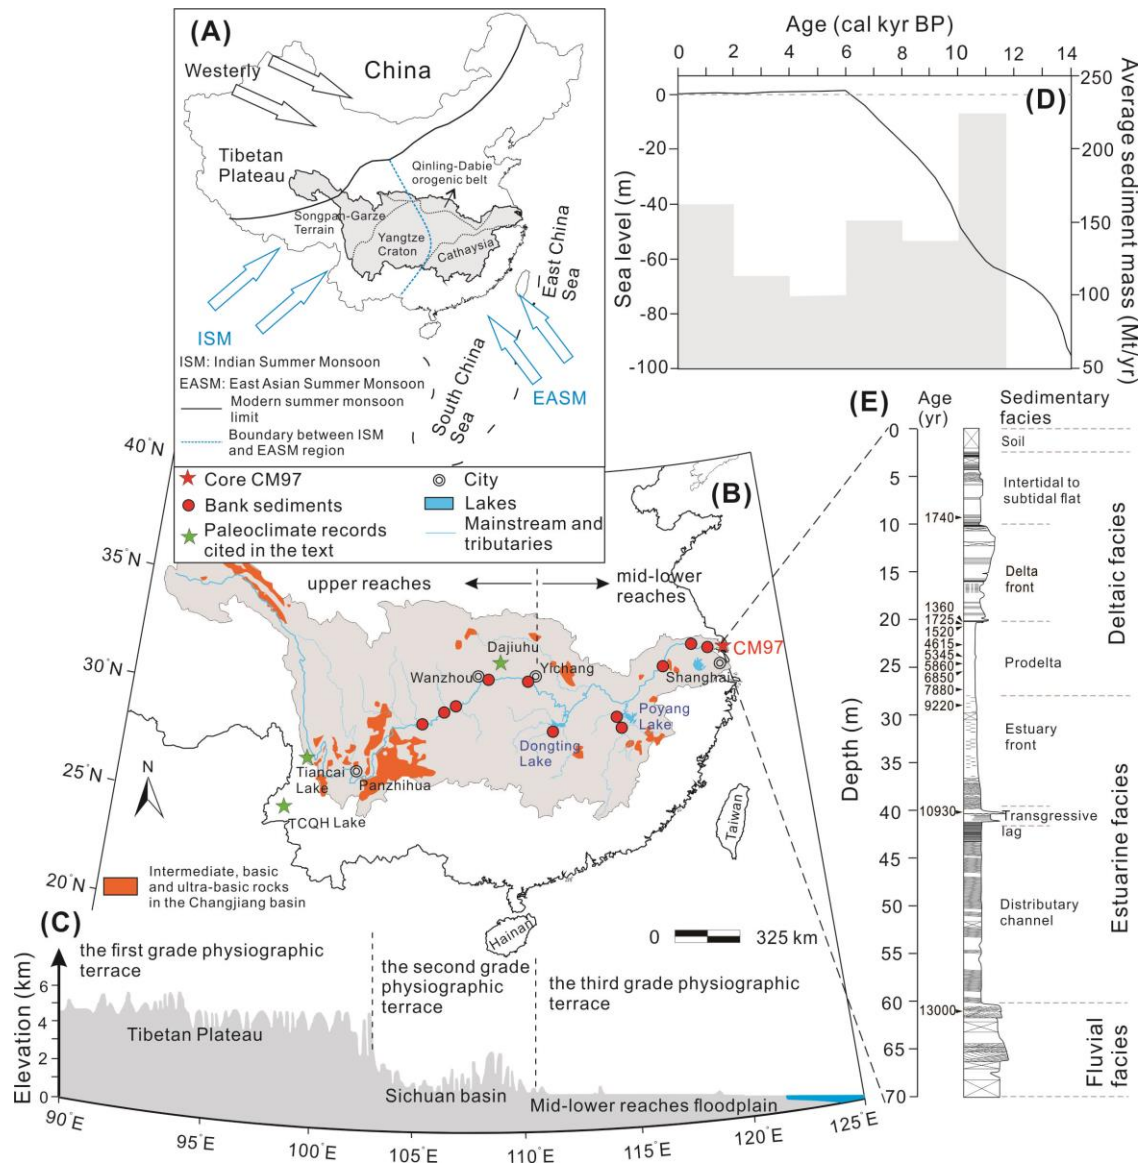 (A)
Westerly
China
Tibetan
Plateau
Qinling-Dabie
orogenic belt
Songpan-Garze
Terrain
Yangtze
Craton
Cathaysia
East China
Sea
ISM
EASM
South China
Sea
ISM: Indian Summer Monsoon
EASM: East Asian Summer Monsoon
Modern summer monsoon
limit
Boundary between ISM
and EASM region
Core CM97
Bank sediments
Paleoclimate records
cited in the text
City
Lakes
Mainstream and
tributaries
(B)
40°N
35°N
30°N
25°N
20°N
upper reaches
mid-lower
reaches
Dajiuhu
Wanzhou
Yichang
CM97
Shanghai
Poyang
Lake
Dongting
Lake
Tiancai
Lake
Panzhihua
TCQH Lake
N
Taiwan
Hainan
Intermediate, basic
and ultra-basic rocks
in the Changjiang basin
0
325 km
(C)
the first grade physiographic
terrace
the second grade
physiographic
terrace
the third grade physiographic
terrace
Elevation (km)
6
4
2
0
Tibetan Plateau
Sichuan basin
Mid-lower reaches floodplain
90°E
95°E
100°E
105°E
110°E
115°E
120°E
125°E
(D)
Age (cal kyr BP)
0 2 4 6 8 10 12 14
Sea level (m)
0
-20
-40
-60
-80
-100
Average sediment
mass (Mt/yr)
250
200
150
100
50
(E)
Age
(yr)
Sedimentary
facies
Depth (m)
0
5
10
15
20
25
30
35
40
45
50
55
60
65
70
1740
1360
1725
1520
4615
5345
5860
6850
7880
9220
10930
13000
Soil
Intertidal to
subtidal flat
Delta
front
Prodelta
Estuary
front
Transgressive
lag
Distributary
channel
Deltaic facies
Estuarine facies
Fluvial
facies